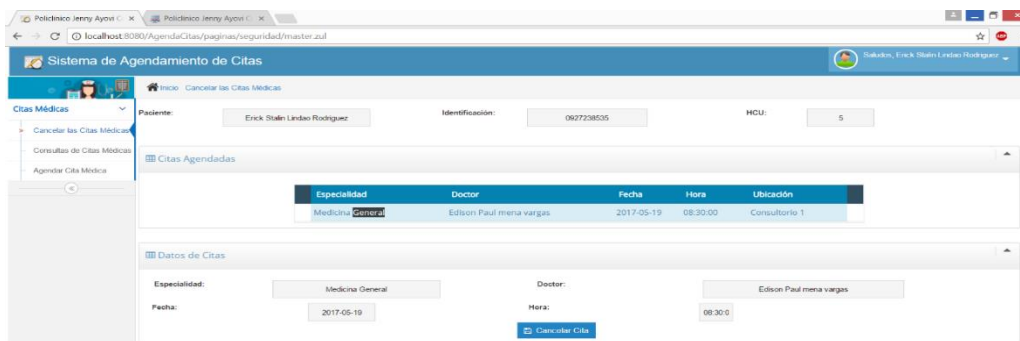 Policlinico Jenny Ayovi C
Policlinico Jenny Ayovi C
localhost:8080/AgendaCitas/paginas/seguridad/master.zul
Sistema de Agendamiento de Citas
Saludos, Erick Stalin Lindao Rodriguez
Inicio Cancelar las Citas Médicas
Citas Médicas
Cancelar las Citas Médicas
Consultas de Citas Médicas
Agendar Cita Médica
Paciente: Erick Stalin Lindao Rodriguez Identificación: 0927238535 HCU: 5
Citas Agendadas
Especialidad Doctor Fecha Hora Ubicación
Medicina General Edison Paul mena vargas 2017-05-19 08:30:00 Consultorio 1
Datos de Citas
Especialidad: Medicina General Doctor: Edison Paul mena vargas
Fecha: 2017-05-19 Hora: 08:30:0
Cancelar Cita